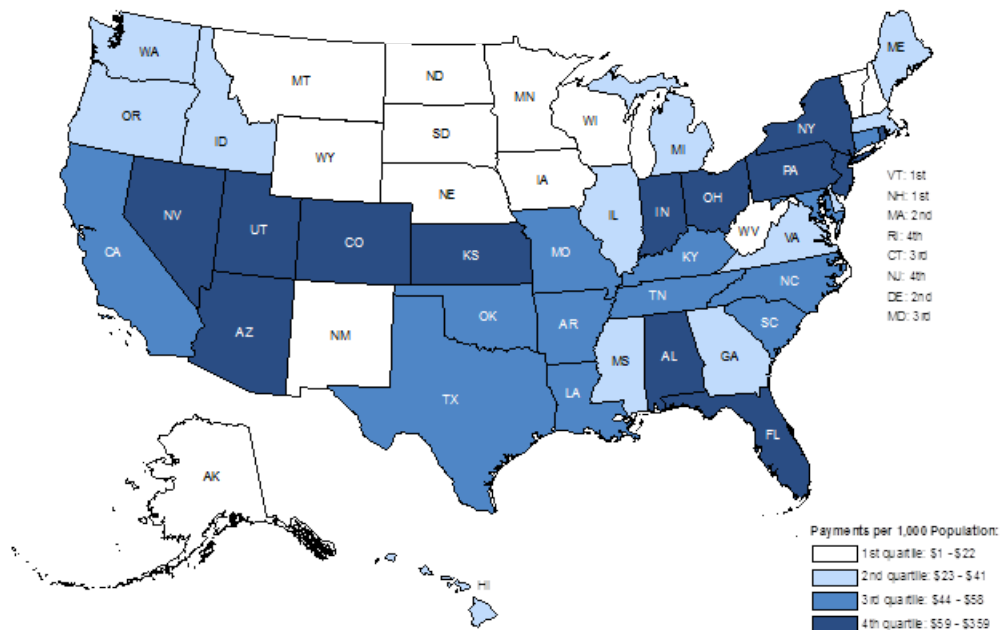 WA
ME
MT
ND
MN
OR
ID
SD
WI
NY
MI
WY
PA
IA
NE
OH
IL
IN
NV
UT
CO
WV
VA
KS
MO
KY
CA
NC
TN
OK
AZ
NM
AR
SC
MS
AL
GA
TX
LA
FL
AK
HI
VT: 1st
NH: 1st
MA: 2nd
RI: 4th
CT: 3rd
NJ: 4th
DE: 2nd
MD: 3rd
Payments per 1,000 Population:
1st quartile: $1 - $22
2nd quartile: $23 - $41
3rd quartile: $44 - $58
4th quartile: $59 - $359